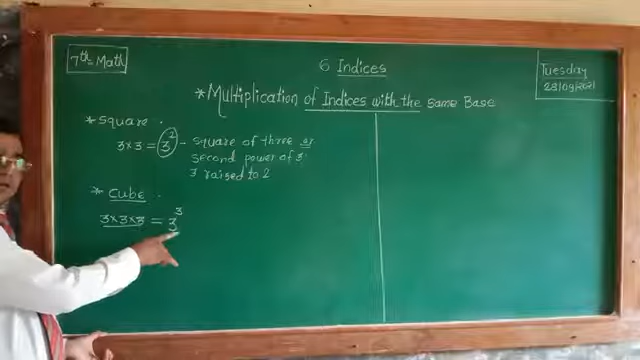 7th Math
6 Indices
Tuesday
28/09/2021
*Multiplication of Indices with the same Base
*Square.
3×3 = 3² - square of three or
second power of 3.
3 raised to 2
* Cube.
3×3×3 = 3³